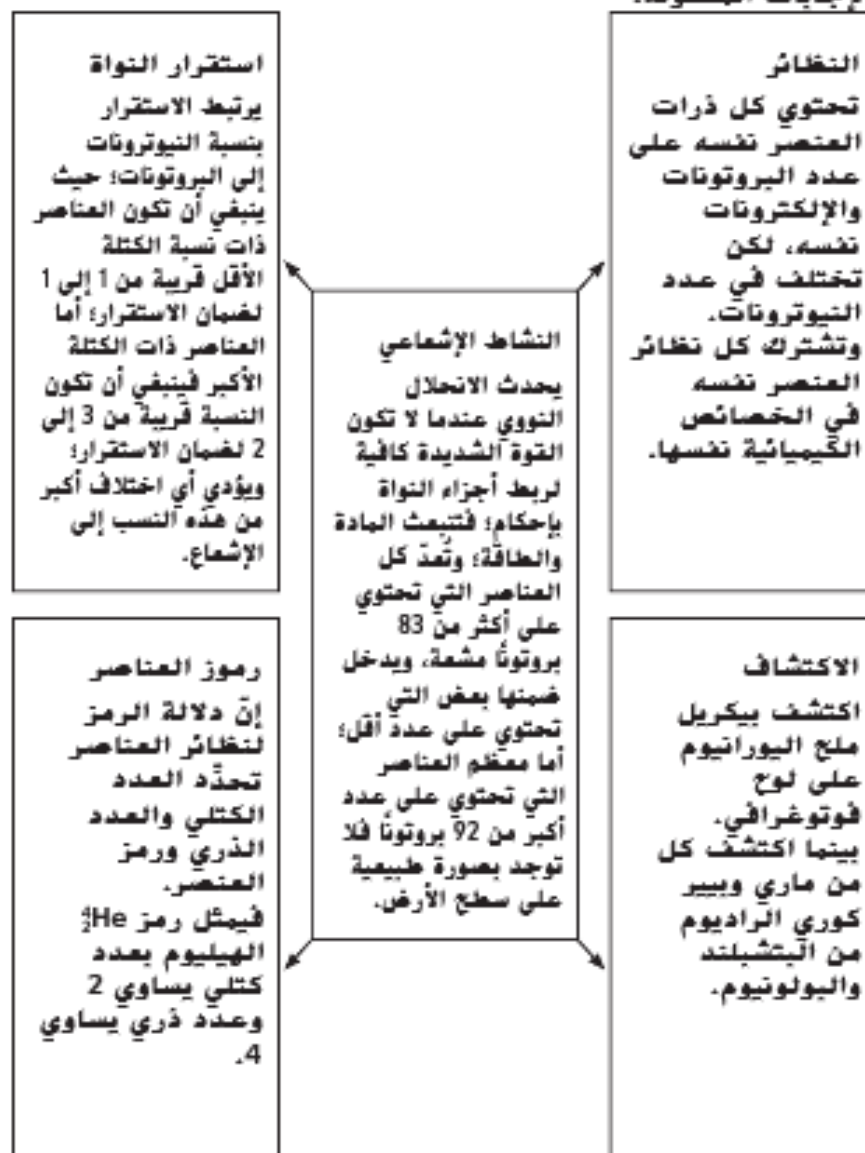 النظائر
تحتوي كل ذرات
العنصر نفسه على
عدد البروتونات
والإلكترونات
نفسه، لكن
تختلف في عدد
النيوترونات.
وتشترك كل نظائر
العنصر نفسه
في الخصائص
الكيميائية نفسها.
استقرار النواة
يرتبط الاستقرار
بنسبة النيوترونات
إلى البروتونات؛ حيث
ينبغي أن تكون العناصر
ذات نسبة الكتلة
الأقل قريبة من 1 إلى 1
لضمان الاستقرار؛ أما
العناصر ذات الكتلة
الأكبر فينبغي أن تكون
النسبة قريبة من 3 إلى
2 لضمان الاستقرار؛
ويؤدي أي اختلاف أكبر
من هذه النسب إلى
الإشعاع.
النشاط الإشعاعي
يحدث الانحلال
النووي عندما لا تكون
القوة الشديدة كافية
لربط أجزاء النواة
بإحكام؛ فتنبعث المادة
والطاقة؛ وتُعدّ كل
العناصر التي تحتوي
على أكثر من 83
بروتونًا مشعة، ويدخل
ضمنها بعض التي
تحتوي على عدد أقل؛
أما معظم العناصر
التي تحتوي على عدد
أكبر من 92 بروتونًا فلا
توجد بصورة طبيعية
على سطح الأرض.
الاكتشاف
اكتشف بيكريل
ملح اليورانيوم
على لوح
فوتوغرافي.
بينما اكتشف كل
من ماري وبيير
كوري الراديوم
من البتشبلند
والبولونيوم.
رموز العناصر
إنّ دلالة الرمز
لنظائر العناصر
تحدّد العدد
الكتلي والعدد
الذري ورمز
العنصر.
فيمثل رمز ⁴₂He
الهيليوم بعدد
كتلي يساوي 2
وعدد ذري يساوي
4.